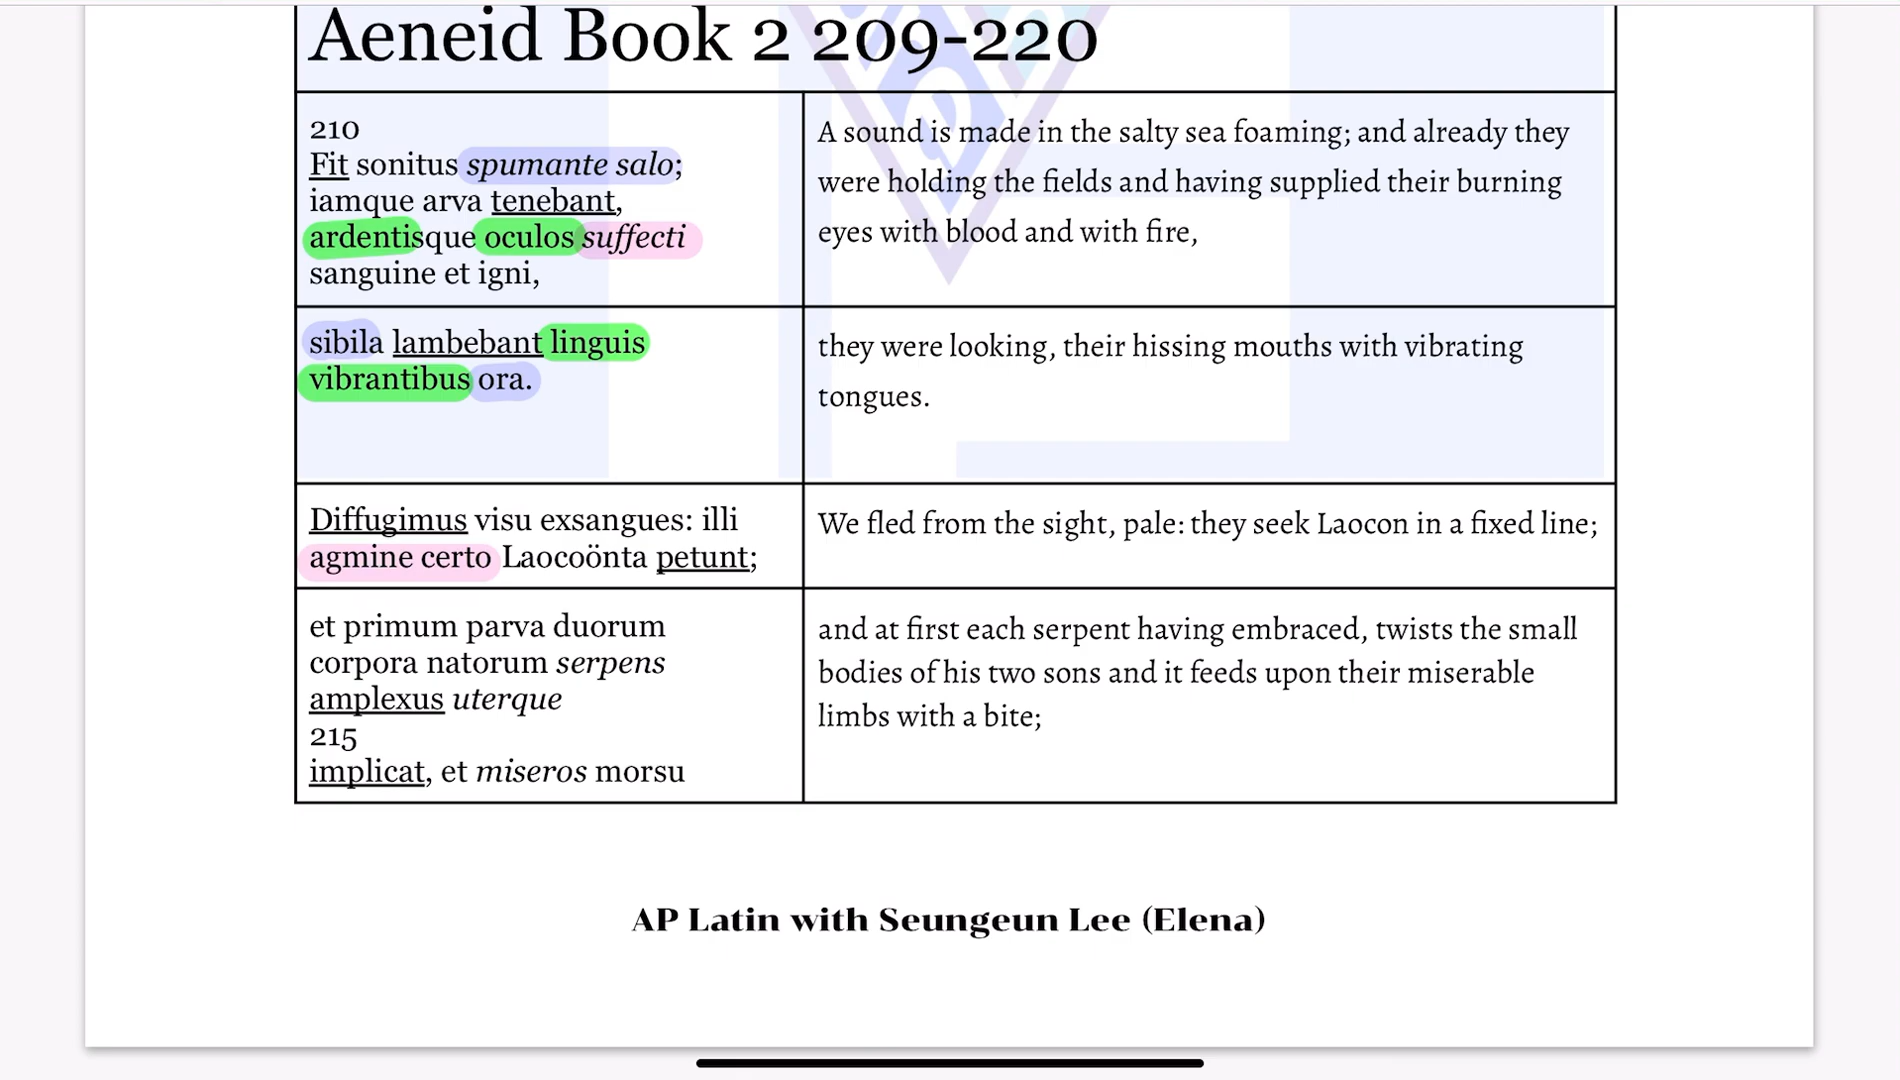 Aeneid Book 2 209-220
210
Fit sonitus spumante salo;
iamque arva tenebant,
ardentisque oculos suffecti
sanguine et igni,
A sound is made in the salty sea foaming; and already they
were holding the fields and having supplied their burning
eyes with blood and with fire,
sibila lambebant linguis
vibrantibus ora.
they were looking, their hissing mouths with vibrating
tongues.
Diffugimus visu exsangues: illi
agmine certo Laocoönta petunt;
We fled from the sight, pale: they seek Laocon in a fixed line;
et primum parva duorum
corpora natorum serpens
amplexus uterque
215
implicat, et miseros morsu
and at first each serpent having embraced, twists the small
bodies of his two sons and it feeds upon their miserable
limbs with a bite;
AP Latin with Seungeun Lee (Elena)